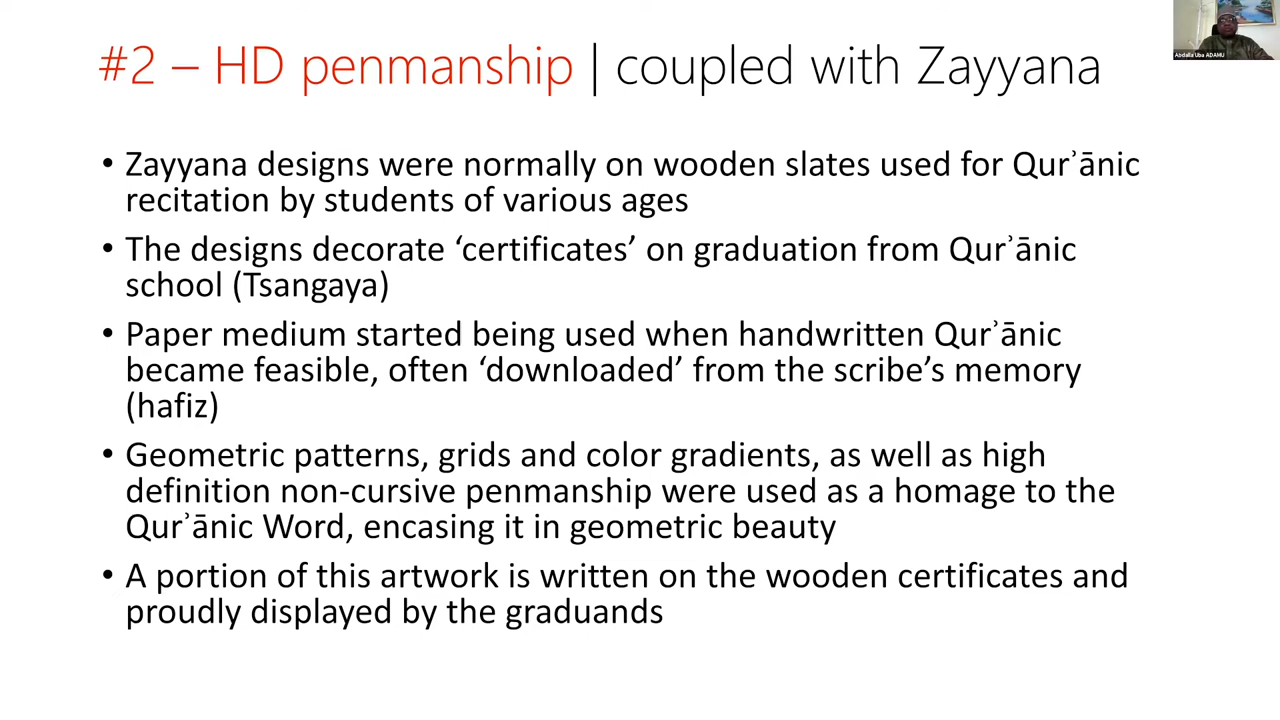 #2 – HD penmanship | coupled with Zayyana
Abdalla Uba ADAMU
• Zayyana designs were normally on wooden slates used for Qurʾānic
recitation by students of various ages
• The designs decorate ‘certificates’ on graduation from Qurʾānic
school (Tsangaya)
• Paper medium started being used when handwritten Qurʾānic
became feasible, often ‘downloaded’ from the scribe’s memory
(hafiz)
• Geometric patterns, grids and color gradients, as well as high
definition non-cursive penmanship were used as a homage to the
Qurʾānic Word, encasing it in geometric beauty
• A portion of this artwork is written on the wooden certificates and
proudly displayed by the graduands